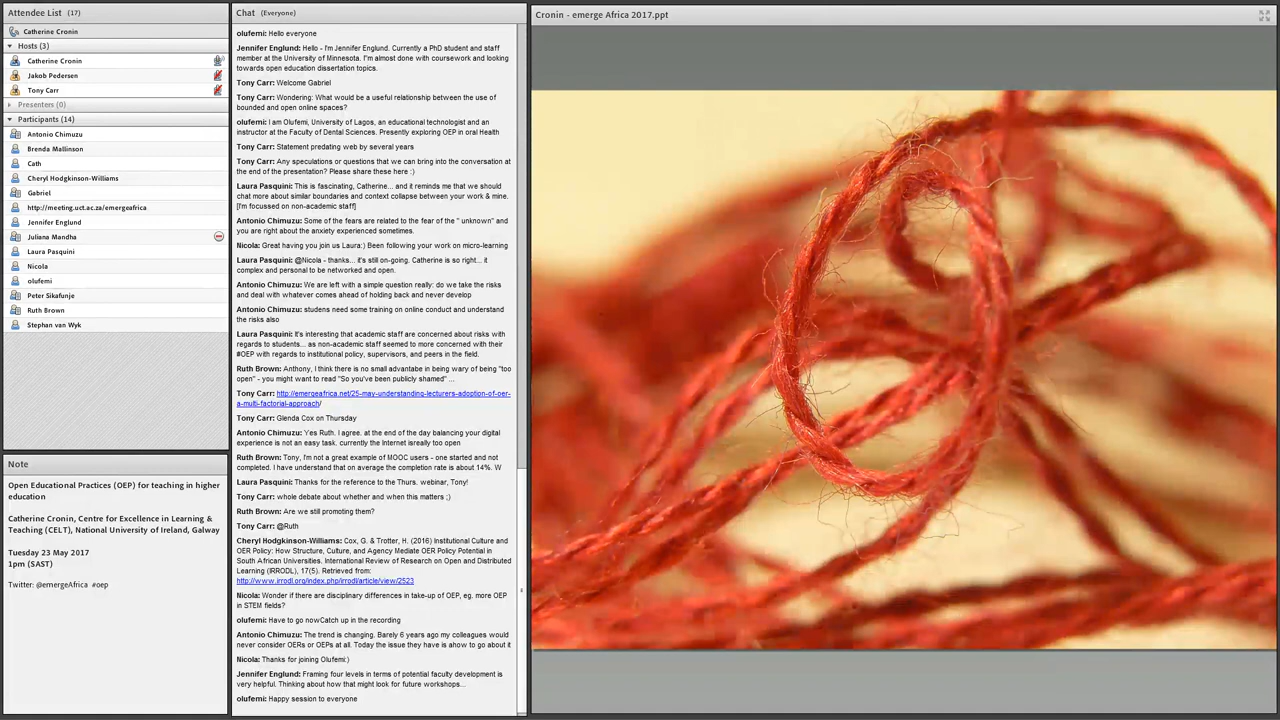 Attendee List (17)
Catherine Cronin
Hosts (3)
Catherine Cronin
Jakob Pedersen
Tony Carr
Presenters (0)
Participants (14)
Antonio Chimuzu
Brenda Mallinson
Cath
Cheryl Hodgkinson-Williams
Gabriel
http://meeting.uct.ac.za/emergeafrica
Jennifer Englund
Juliana Mandha
Laura Pasquini
Nicola
olufemi
Peter Sikafunje
Ruth Brown
Stephan van Wyk
Note
Open Educational Practices (OEP) for teaching in higher
education
Catherine Cronin, Centre for Excellence in Learning &
Teaching (CELT), National University of Ireland, Galway
Tuesday 23 May 2017
1pm (SAST)
Twitter: @emergeAfrica #oep
Chat (Everyone)
olufemi: Hello everyone
Jennifer Englund: Hello - I'm Jennifer Englund. Currently a PhD student and staff
member at the University of Minnesota. I'm almost done with coursework and looking
towards open education dissertation topics.
Tony Carr: Welcome Gabriel
Tony Carr: Wondering: What would be a useful relationship between the use of
bounded and open online spaces?
olufemi: I am Olufemi, University of Lagos, an educational technologist and an
instructor at the Faculty of Dental Sciences. Presently exploring OEP in oral Health
Tony Carr: Statement predating web by several years
Tony Carr: Any speculations or questions that we can bring into the conversation at
the end of the presentation? Please share these here :)
Laura Pasquini: This is fascinating, Catherine... and it reminds me that we should
chat more about similar boundaries and context collapse between your work & mine.
[I'm focussed on non-academic staff]
Antonio Chimuzu: Some of the fears are related to the fear of the " unknown" and
you are right about the anxiety experienced sometimes.
Nicola: Great having you join us Laura:) Been following your work on micro-learning
Laura Pasquini: @Nicola - thanks... it's still on-going. Catherine is so right... it
complex and personal to be networked and open.
Antonio Chimuzu: We are left with a simple question really: do we take the risks
and deal with whatever comes ahead of holding back and never develop
Antonio Chimuzu: studens need some training on online conduct and understand
the risks also
Laura Pasquini: It's interesting that academic staff are concerned about risks with
regards to students... as non-academic staff seemed to more concerned with their
#OEP with regards to institutional policy, supervisors, and peers in the field.
Ruth Brown: Anthony, I think there is no small advantabe in being wary of being "too
open" - you might want to read "So you've been publicly shamed" ...
Tony Carr: http://emergeafrica.net/25-may-understanding-lecturers-adoption-of-oer-
a-multi-factorial-approach/
Tony Carr: Glenda Cox on Thursday
Antonio Chimuzu: Yes Ruth. I agree. at the end of the day balancing your digital
experience is not an easy task. currently the Internet isreally too open
Ruth Brown: Tony, I'm not a great example of MOOC users - one started and not
completed. I have understand that on average the completion rate is about 14%. W
Laura Pasquini: Thanks for the reference to the Thurs. webinar, Tony!
Tony Carr: whole debate about whether and when this matters ;)
Ruth Brown: Are we still promoting them?
Tony Carr: @Ruth
Cheryl Hodgkinson-Williams: Cox, G. & Trotter, H. (2016) Institutional Culture and
OER Policy: How Structure, Culture, and Agency Mediate OER Policy Potential in
South African Universities. International Review of Research on Open and Distributed
Learning (IRRODL), 17(5). Retrieved from:
http://www.irrodl.org/index.php/irrodl/article/view/2523
Nicola: Wonder if there are disciplinary differences in take-up of OEP, eg. more OEP
in STEM fields?
olufemi: Have to go nowCatch up in the recording
Antonio Chimuzu: The trend is changing. Barely 6 years ago my colleagues would
never consider OERs or OEPs at all. Today the issue they have is ahow to go about it
Nicola: Thanks for joining Olufemi:)
Jennifer Englund: Framing four levels in terms of potential faculty development is
very helpful. Thinking about how that might look for future workshops...
olufemi: Happy session to everyone
Cronin - emerge Africa 2017.ppt